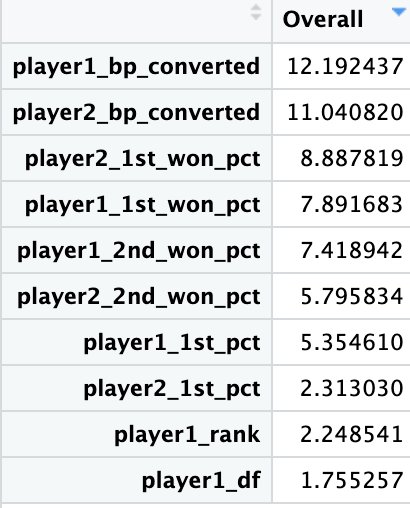 Overall
player1_bp_converted 12.192437
player2_bp_converted 11.040820
player2_1st_won_pct 8.887819
player1_1st_won_pct 7.891683
player1_2nd_won_pct 7.418942
player2_2nd_won_pct 5.795834
player1_1st_pct 5.354610
player2_1st_pct 2.313030
player1_rank 2.248541
player1_df 1.755257